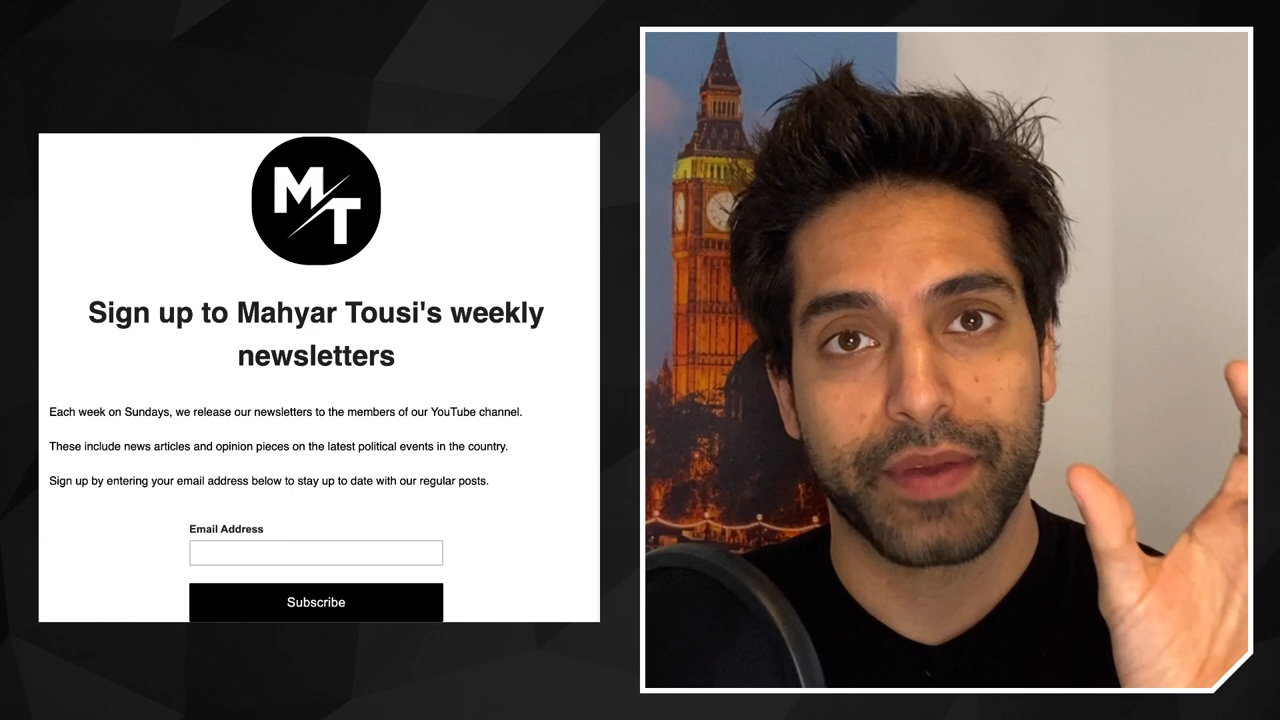 MT
Sign up to Mahyar Tousi's weekly
newsletters
Each week on Sundays, we release our newsletters to the members of our YouTube channel.
These include news articles and opinion pieces on the latest political events in the country.
Sign up by entering your email address below to stay up to date with our regular posts.
Email Address
Subscribe